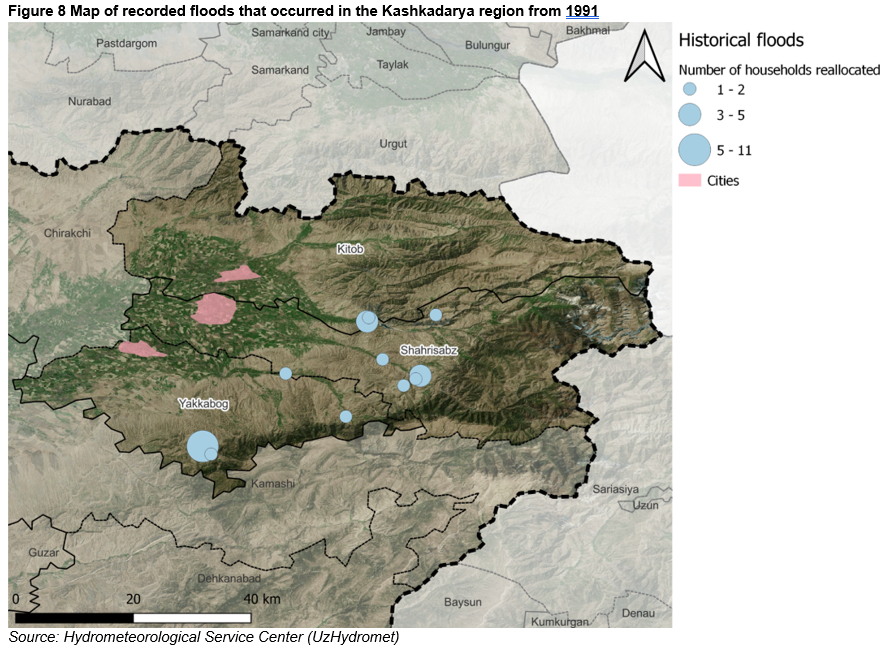 Figure 8 Map of recorded floods that occurred in the Kashkadarya region from 1991
Samarkand city
Jambay
Bakhmal
Pastdargom
Bulungur
Taylak
Samarkand
Nurabad
Urgut
Chirakchi
Kitob
Shahrisabz
Yakkabog
Kamashi
Sariasiya
Uzun
Guzar
Dehkanabad
Baysun
Denau
Kumkurgan
0 20 40 km
Historical floods
Number of households reallocated
1 - 2
3 - 5
5 - 11
Cities
Source: Hydrometeorological Service Center (UzHydromet)